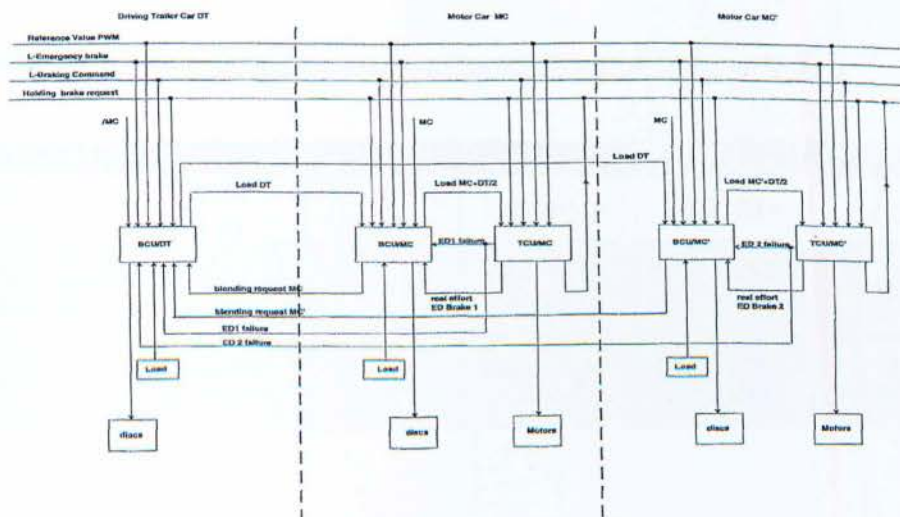 Driving Trailer Car DT
Motor Car MC
Motor Car MC'
Reference Value PWM
L-Emergency brake
L-Braking Command
Holding brake request
/MC
MC
MC
Load DT
Load DT
Load MC+DT/2
Load MC'+DT/2
BCU/DT
BCU/MC
ED1 failure
TCU/MC
BCU/MC'
ED 2 failure
TCU/MC'
blending request MC
real effort
ED Brake 1
real effort
ED Brake 2
blending request MC'
ED1 failure
ED 2 failure
Load
Load
Load
discs
discs
Motors
discs
Motors